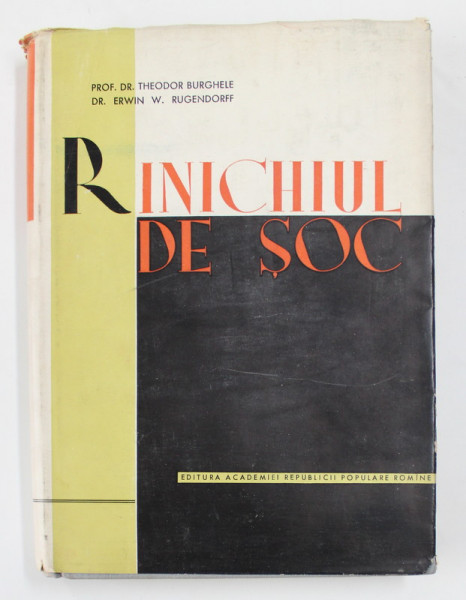 PROF. DR. THEODOR BURGHELE
DR. ERWIN W. RUGENDORFF
RINICHIUL
DE ȘOC
EDITURA ACADEMIEI REPUBLICII POPULARE ROMÎNE